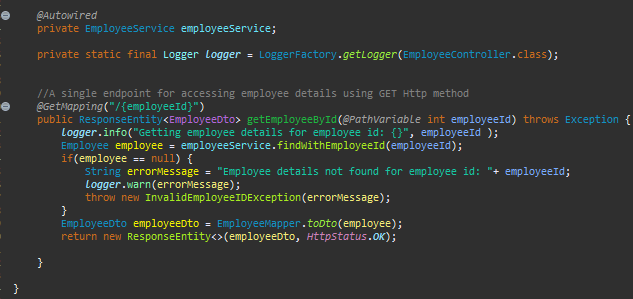 @Autowired
private EmployeeService employeeService;
private static final Logger logger = LoggerFactory.getLogger(EmployeeController.class);
//A single endpoint for accessing employee details using GET Http method
@GetMapping("/{employeeId}")
public ResponseEntity<EmployeeDto> getEmployeeById(@PathVariable int employeeId) throws Exception {
logger.info("Getting employee details for employee id: {}", employeeId );
Employee employee = employeeService.findWithEmployeeId(employeeId);
if(employee == null) {
String errorMessage = "Employee details not found for employee id: "+ employeeId;
logger.warn(errorMessage);
throw new InvalidEmployeeIDException(errorMessage);
}
EmployeeDto employeeDto = EmployeeMapper.toDto(employee);
return new ResponseEntity<>(employeeDto, HttpStatus.OK);
}
}